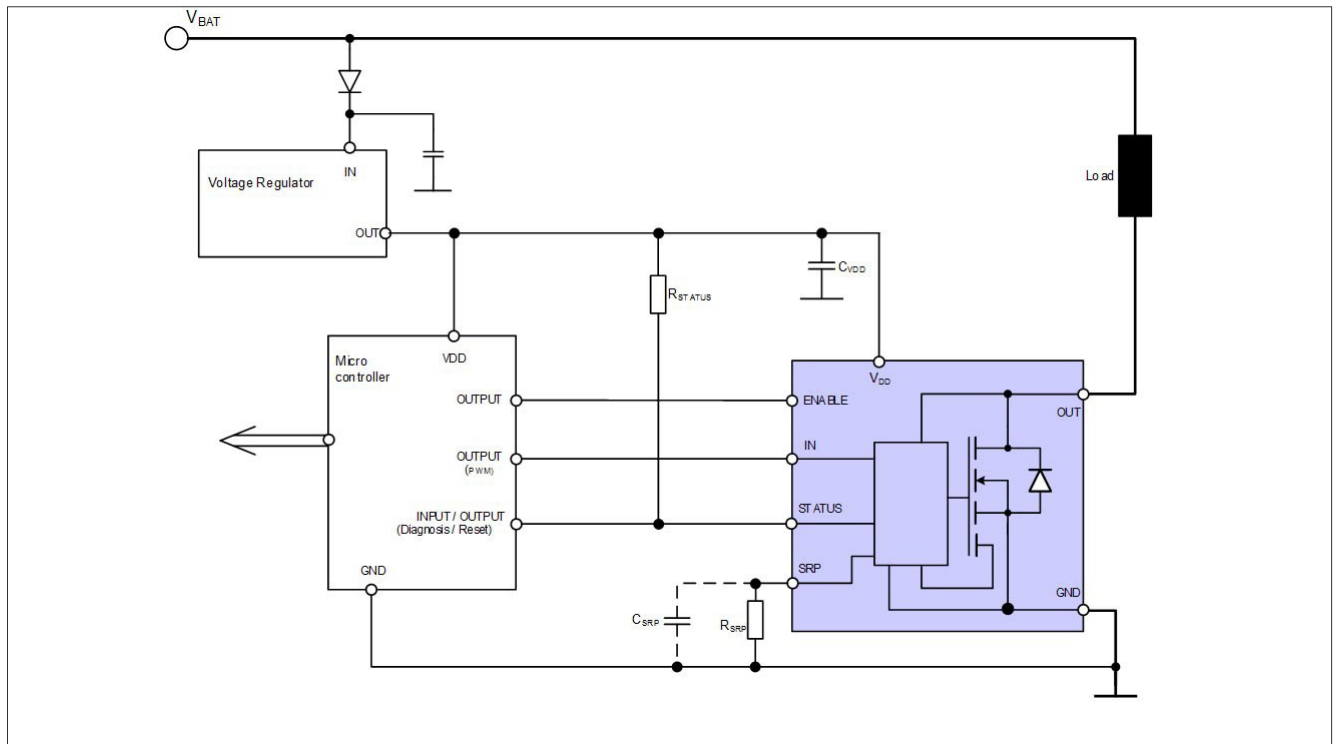 VBAT
IN
Voltage Regulator
OUT
Load
CVDD
RSTATUS
VDD
Micro
controller
VDD
OUTPUT
ENABLE
OUT
OUTPUT
(PWM)
IN
INPUT / OUTPUT
(Diagnosis / Reset)
STATUS
GND
SRP
GND
CSRP
RSRP